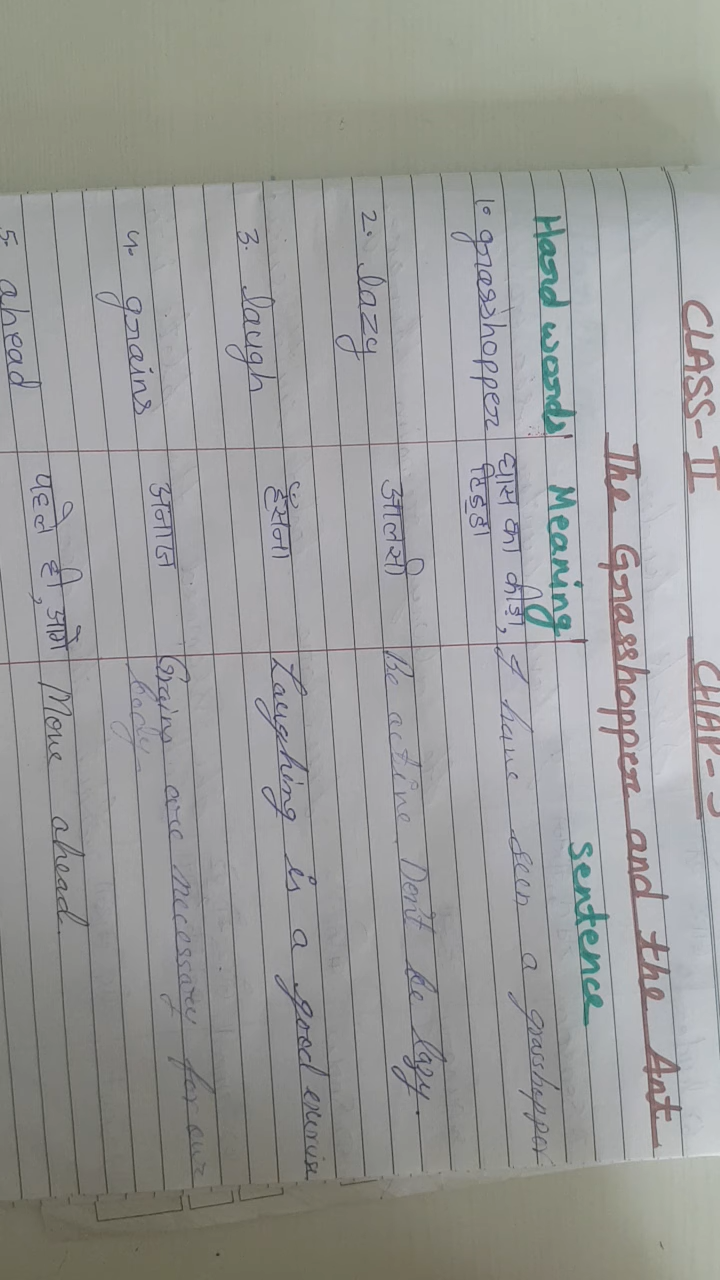 CLASS-II CHAP-3
The Grasshopper and the Ant
Hard words Meaning sentence
1. grasshopper घास का कीड़ा, I have seen a grasshopper
टिड्डा
2. lazy आलसी Be active. Don't be lazy.
3. laugh हँसना Laughing is a good exercise
4. grains अनाज Grains are necessary for our
body.
5. ahead पहले ही, आगे Move ahead.